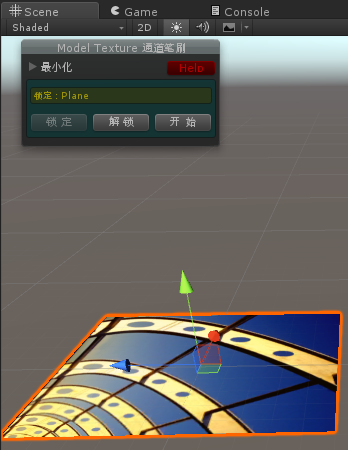 Scene Game Console
Shaded 2D
Model Texture 通道笔刷
最小化 Help
锁定 : Plane
锁 定 解 锁 开 始